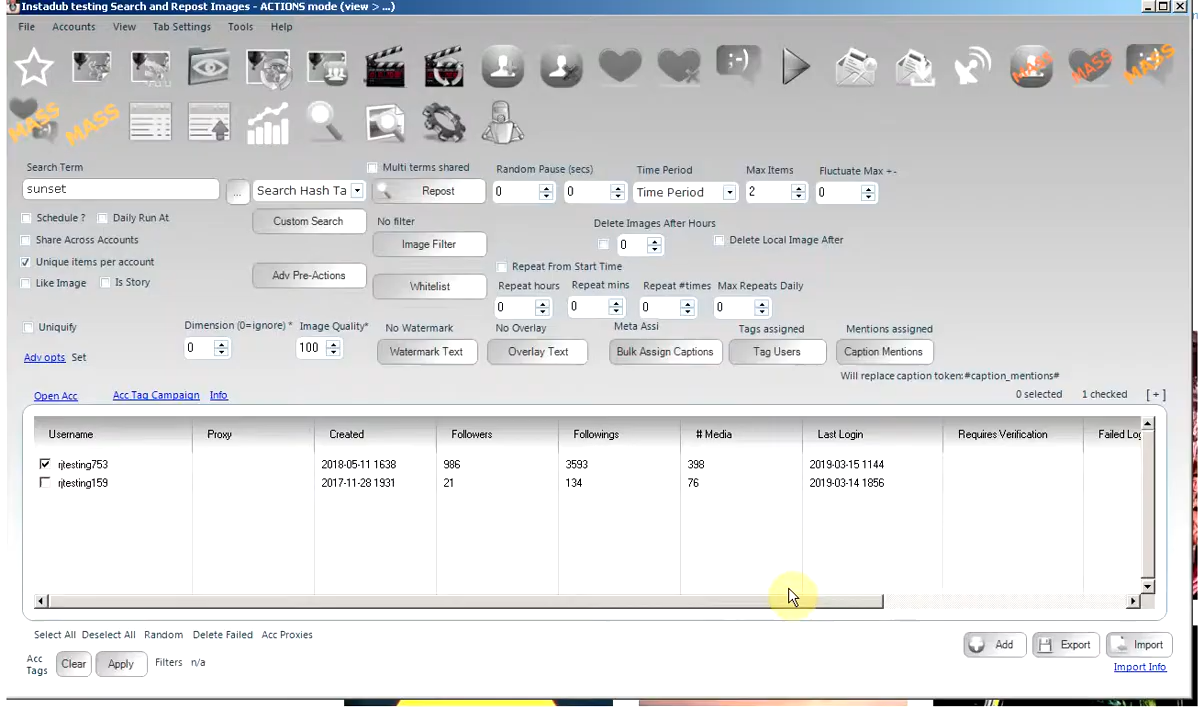 Instadub testing Search and Repost Images - ACTIONS mode (view > ...)
File Accounts View Tab Settings Tools Help
;-)
MASS MASS MASS
MASS MASS
Search Term
Multi terms shared
Random Pause (secs)
Time Period
Max Items
Fluctuate Max +-
sunset
...
Search Hash Ta
Repost
0
0
Time Period
2
0
Schedule ?
Daily Run At
Custom Search
No filter
Delete Images After Hours
Share Across Accounts
Image Filter
0
Delete Local Image After
Unique items per account
Adv Pre-Actions
Repeat From Start Time
Like Image
Is Story
Whitelist
Repeat hours
Repeat mins
Repeat #times
Max Repeats Daily
0
0
0
0
Uniquify
Dimension (0=ignore) *
Image Quality*
No Watermark
No Overlay
Meta Assi
Tags assigned
Mentions assigned
Adv opts Set
0
100
Watermark Text
Overlay Text
Bulk Assign Captions
Tag Users
Caption Mentions
Will replace caption token:#caption_mentions#
Open Acc
Acc Tag Campaign
Info
0 selected
1 checked
[ + ]
Username Proxy Created Followers Followings # Media Last Login Requires Verification Failed Log
rjtesting753 2018-05-11 1638 986 3593 398 2019-03-15 1144
rjtesting159 2017-11-28 1931 21 134 76 2019-03-14 1856
Select All Deselect All Random Delete Failed Acc Proxies
Acc Tags
Clear
Apply
Filters n/a
Add
Export
Import
Import Info